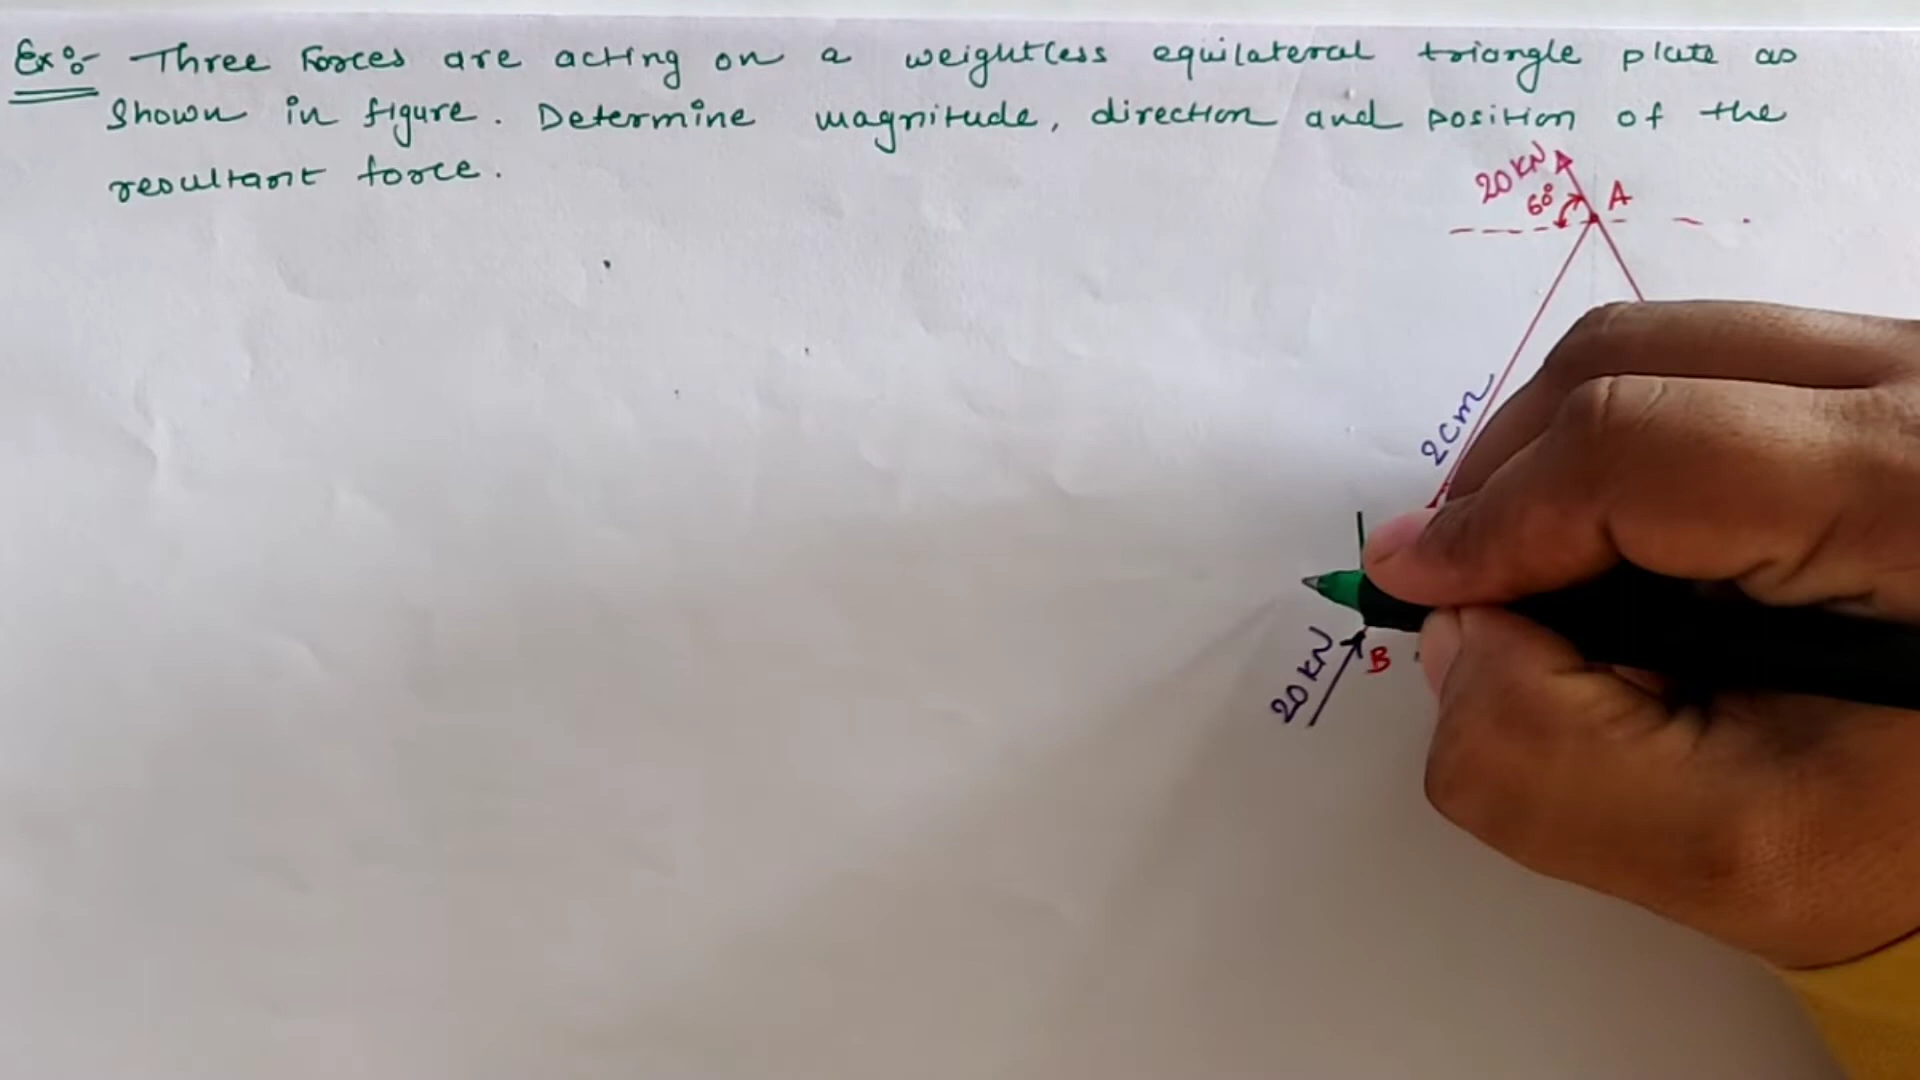 Ex:- Three Forces are acting on a weightless equilateral triangle plate as
shown in figure. Determine magnitude, direction and position of the
resultant force.
20 KN
60°
A
2cm
20 KN
B